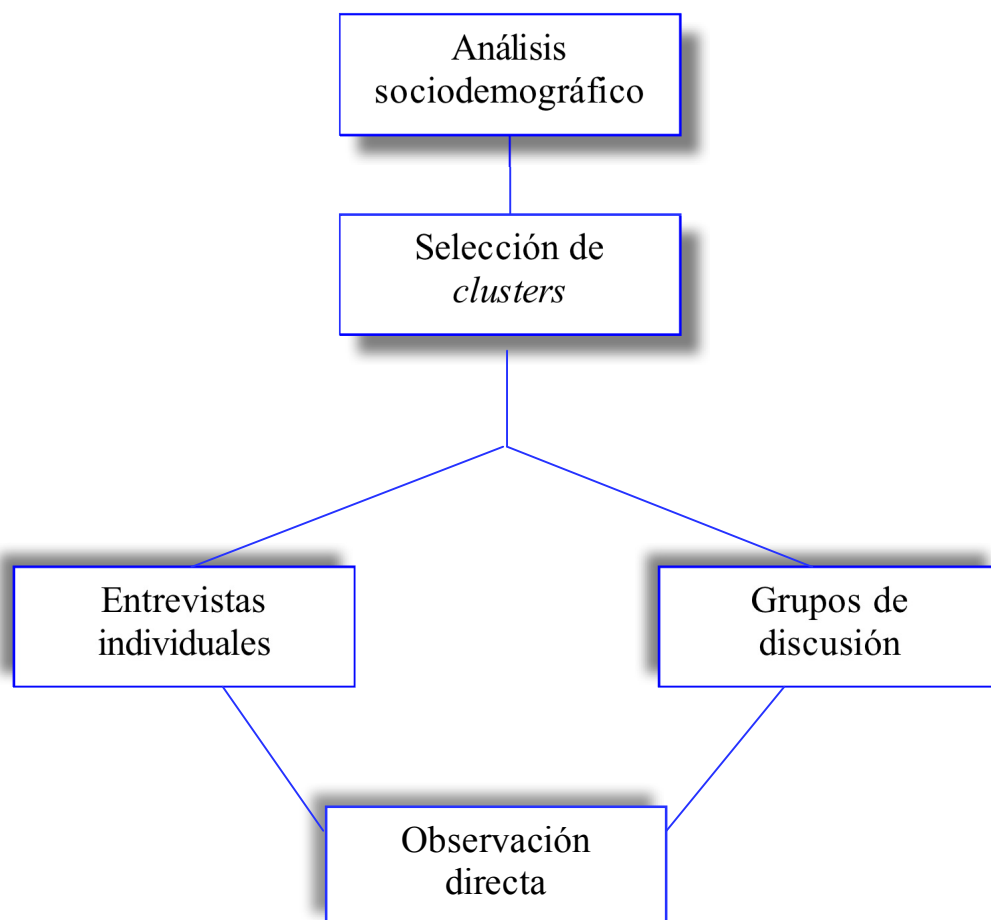 Análisis
sociodemográfico
Selección de
clusters
Entrevistas
individuales
Grupos de
discusión
Observación
directa